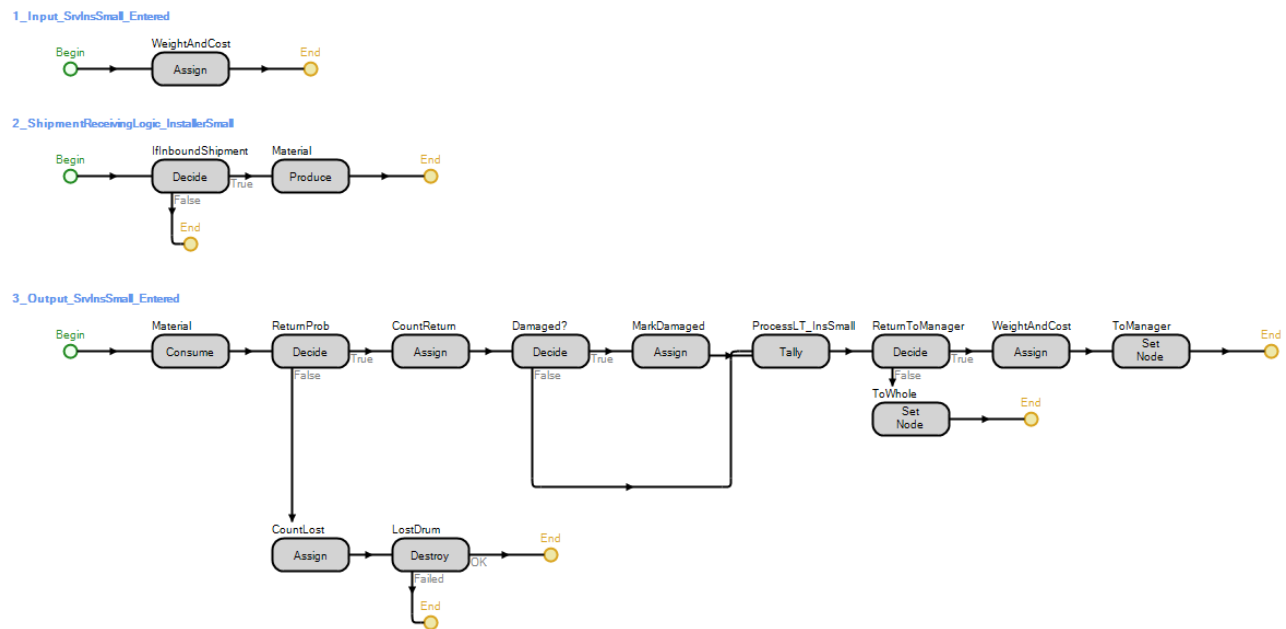 1_Input_SrvInsSmall_Entered
WeightAndCost
Begin
End
Assign
2_ShipmentReceivingLogic_InstallerSmall
IfInboundShipment
Material
Begin
End
Decide
Produce
True
False
End
3_Output_SrvInsSmall_Entered
Material
ReturnProb
CountReturn
Damaged?
MarkDamaged
ProcessLT_InsSmall
ReturnToManager
WeightAndCost
ToManager
Begin
End
Consume
Decide
Assign
Decide
Assign
Tally
Decide
Assign
Set
Node
True
True
True
False
False
False
ToWhole
Set
Node
End
CountLost
LostDrum
Assign
Destroy
End
OK
Failed
End